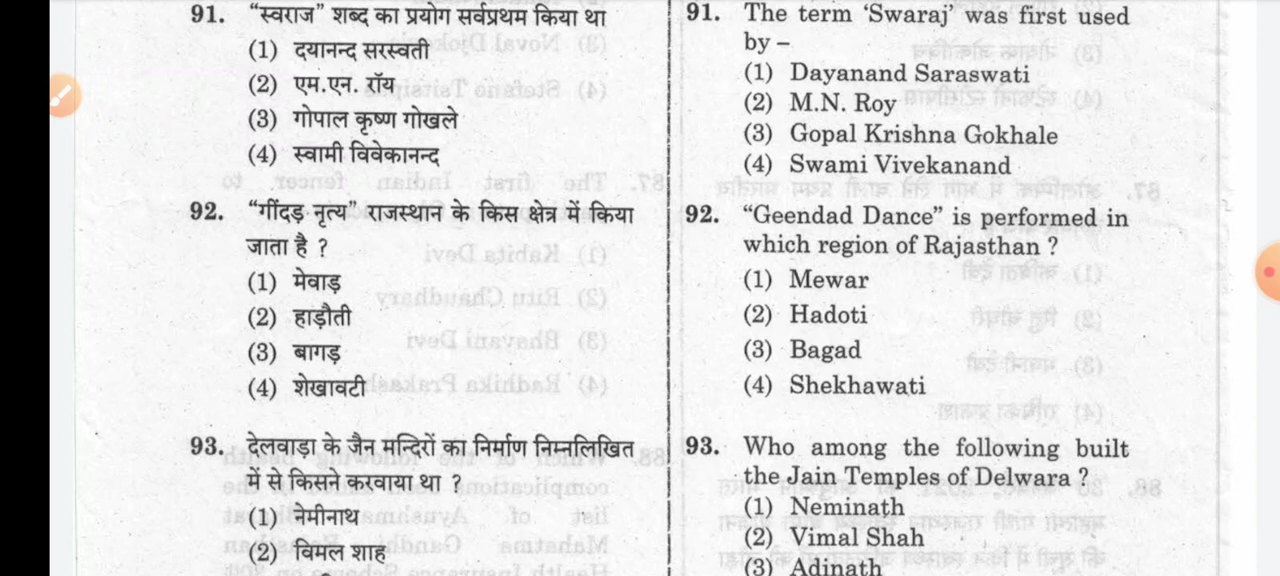 91. “स्वराज” शब्द का प्रयोग सर्वप्रथम किया था
(1) दयानन्द सरस्वती
(2) एम.एन. रॉय
(3) गोपाल कृष्ण गोखले
(4) स्वामी विवेकानन्द
92. “गींदड़ नृत्य” राजस्थान के किस क्षेत्र में किया
जाता है ?
(1) मेवाड़
(2) हाड़ौती
(3) बागड़
(4) शेखावटी
93. देलवाड़ा के जैन मन्दिरों का निर्माण निम्नलिखित
में से किसने करवाया था ?
(1) नेमीनाथ
(2) विमल शाह
91. The term ‘Swaraj’ was first used
by –
(1) Dayanand Saraswati
(2) M.N. Roy
(3) Gopal Krishna Gokhale
(4) Swami Vivekanand
92. “Geendad Dance” is performed in
which region of Rajasthan ?
(1) Mewar
(2) Hadoti
(3) Bagad
(4) Shekhawati
93. Who among the following built
the Jain Temples of Delwara ?
(1) Neminath
(2) Vimal Shah
(3) Adinath